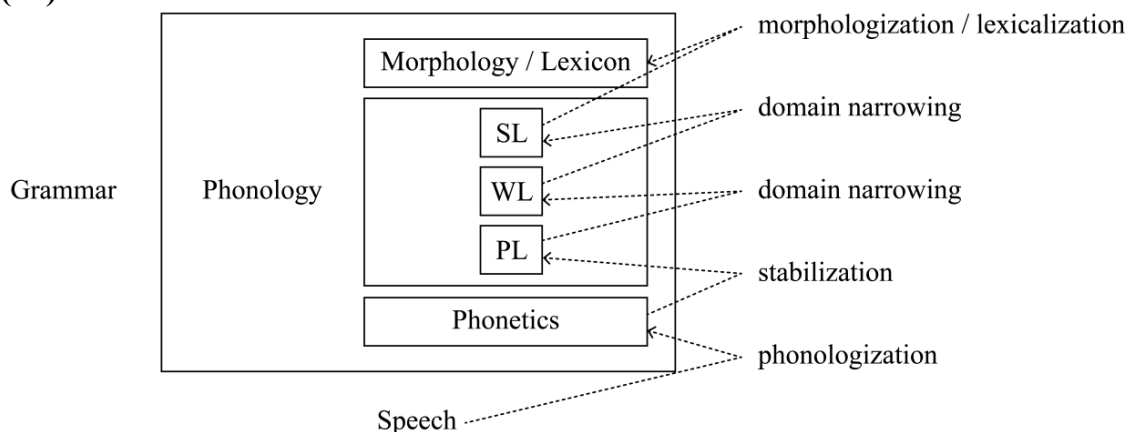 morphologization / lexicalization
Morphology / Lexicon
domain narrowing
SL
Grammar
Phonology
WL
domain narrowing
PL
stabilization
Phonetics
phonologization
Speech